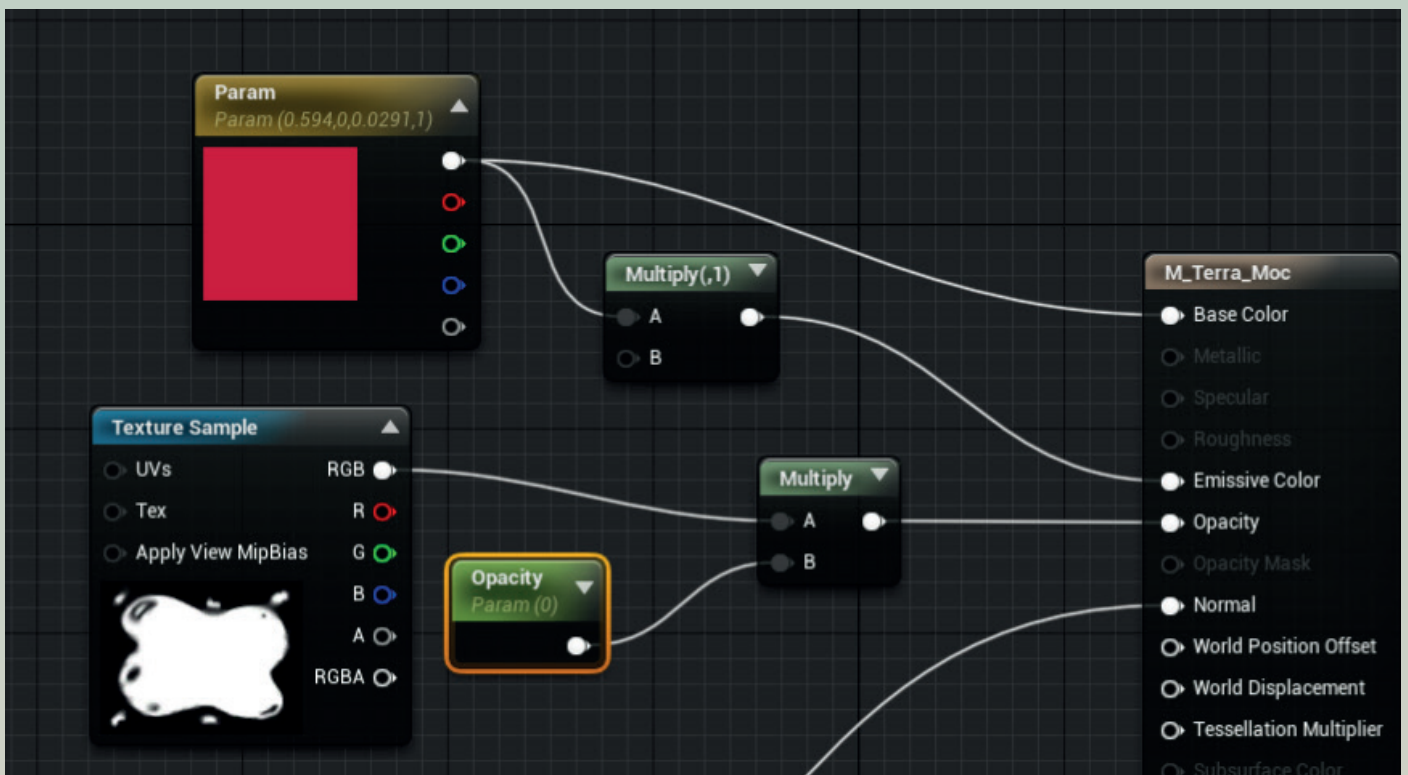 Param
Param (0.594,0,0.0291,1)
Multiply(,1)
A
B
Texture Sample
UVs
RGB
Tex
R
Apply View MipBias
G
B
A
RGBA
Opacity
Param (0)
Multiply
A
B
M_Terra_Moc
Base Color
Metallic
Specular
Roughness
Emissive Color
Opacity
Opacity Mask
Normal
World Position Offset
World Displacement
Tessellation Multiplier
Subsurface Color